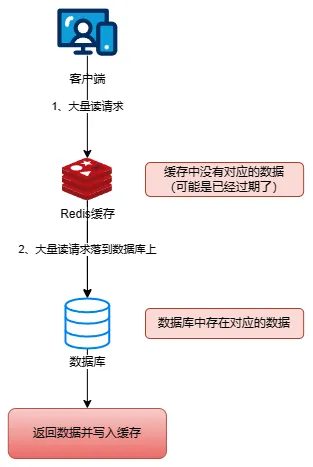 客户端
1、大量读请求
缓存中没有对应的数据
（可能是已经过期了）
Redis缓存
2、大量读请求落到数据库上
数据库中存在对应的数据
数据库
返回数据并写入缓存